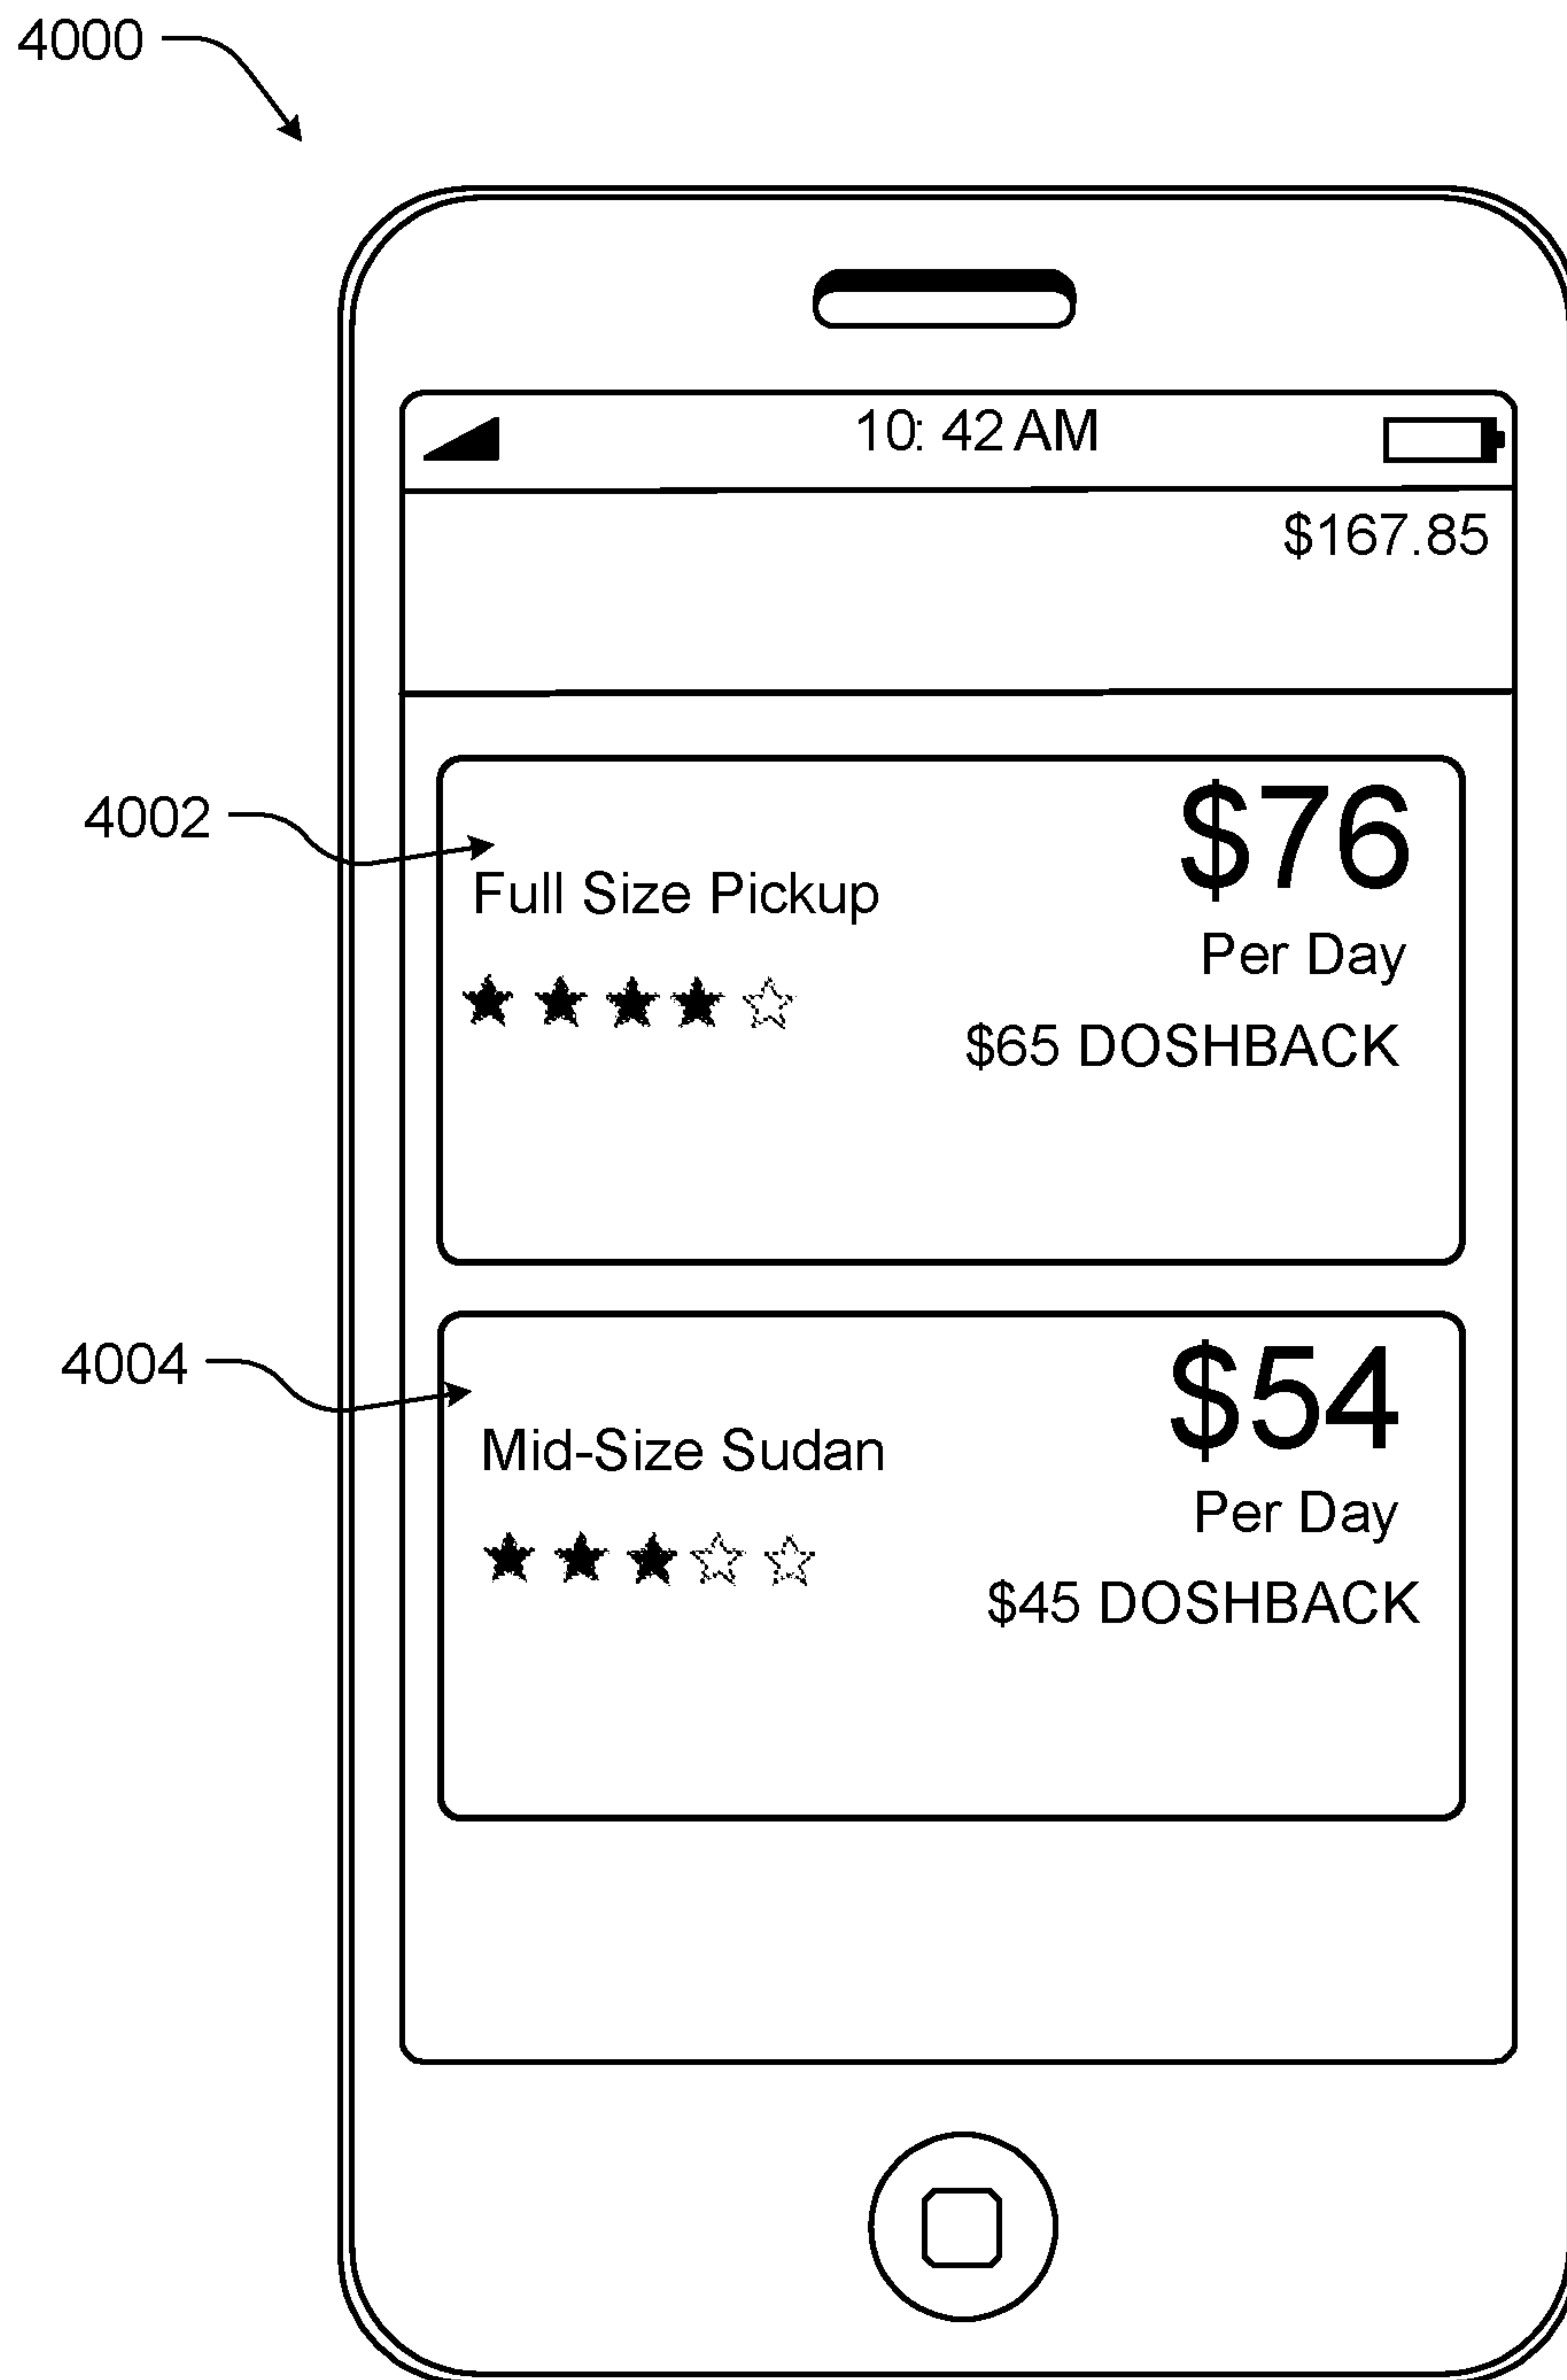 4000
10: 42 AM
$167.85
4002
$76
Full Size Pickup
Per Day
$65 DOSHBACK
4004
$54
Mid-Size Sudan
Per Day
$45 DOSHBACK